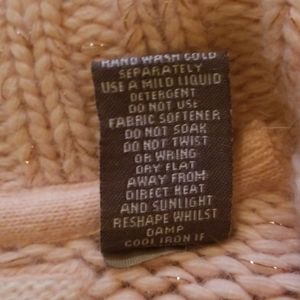 HAND WASH COLD
SEPARATELY
USE A MILD LIQUID
DETERGENT
DO NOT USE
FABRIC SOFTENER
DO NOT SOAK
DO NOT TWIST
OR WRING
DRY FLAT
AWAY FROM
DIRECT HEAT
AND SUNLIGHT
RESHAPE WHILST
DAMP
COOL IRON IF